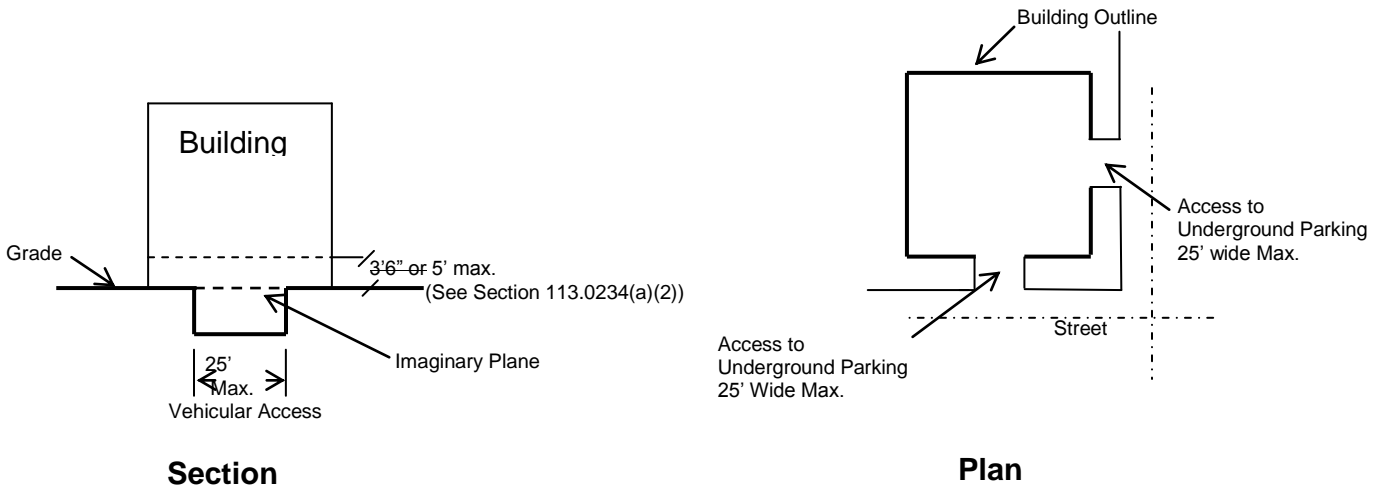 Building
Grade
3'6" or 5' max.
(See Section 113.0234(a)(2))
Imaginary Plane
25'
Max.
Vehicular Access
Section
Building Outline
Access to
Underground Parking
25' wide Max.
Street
Access to
Underground Parking
25' Wide Max.
Plan